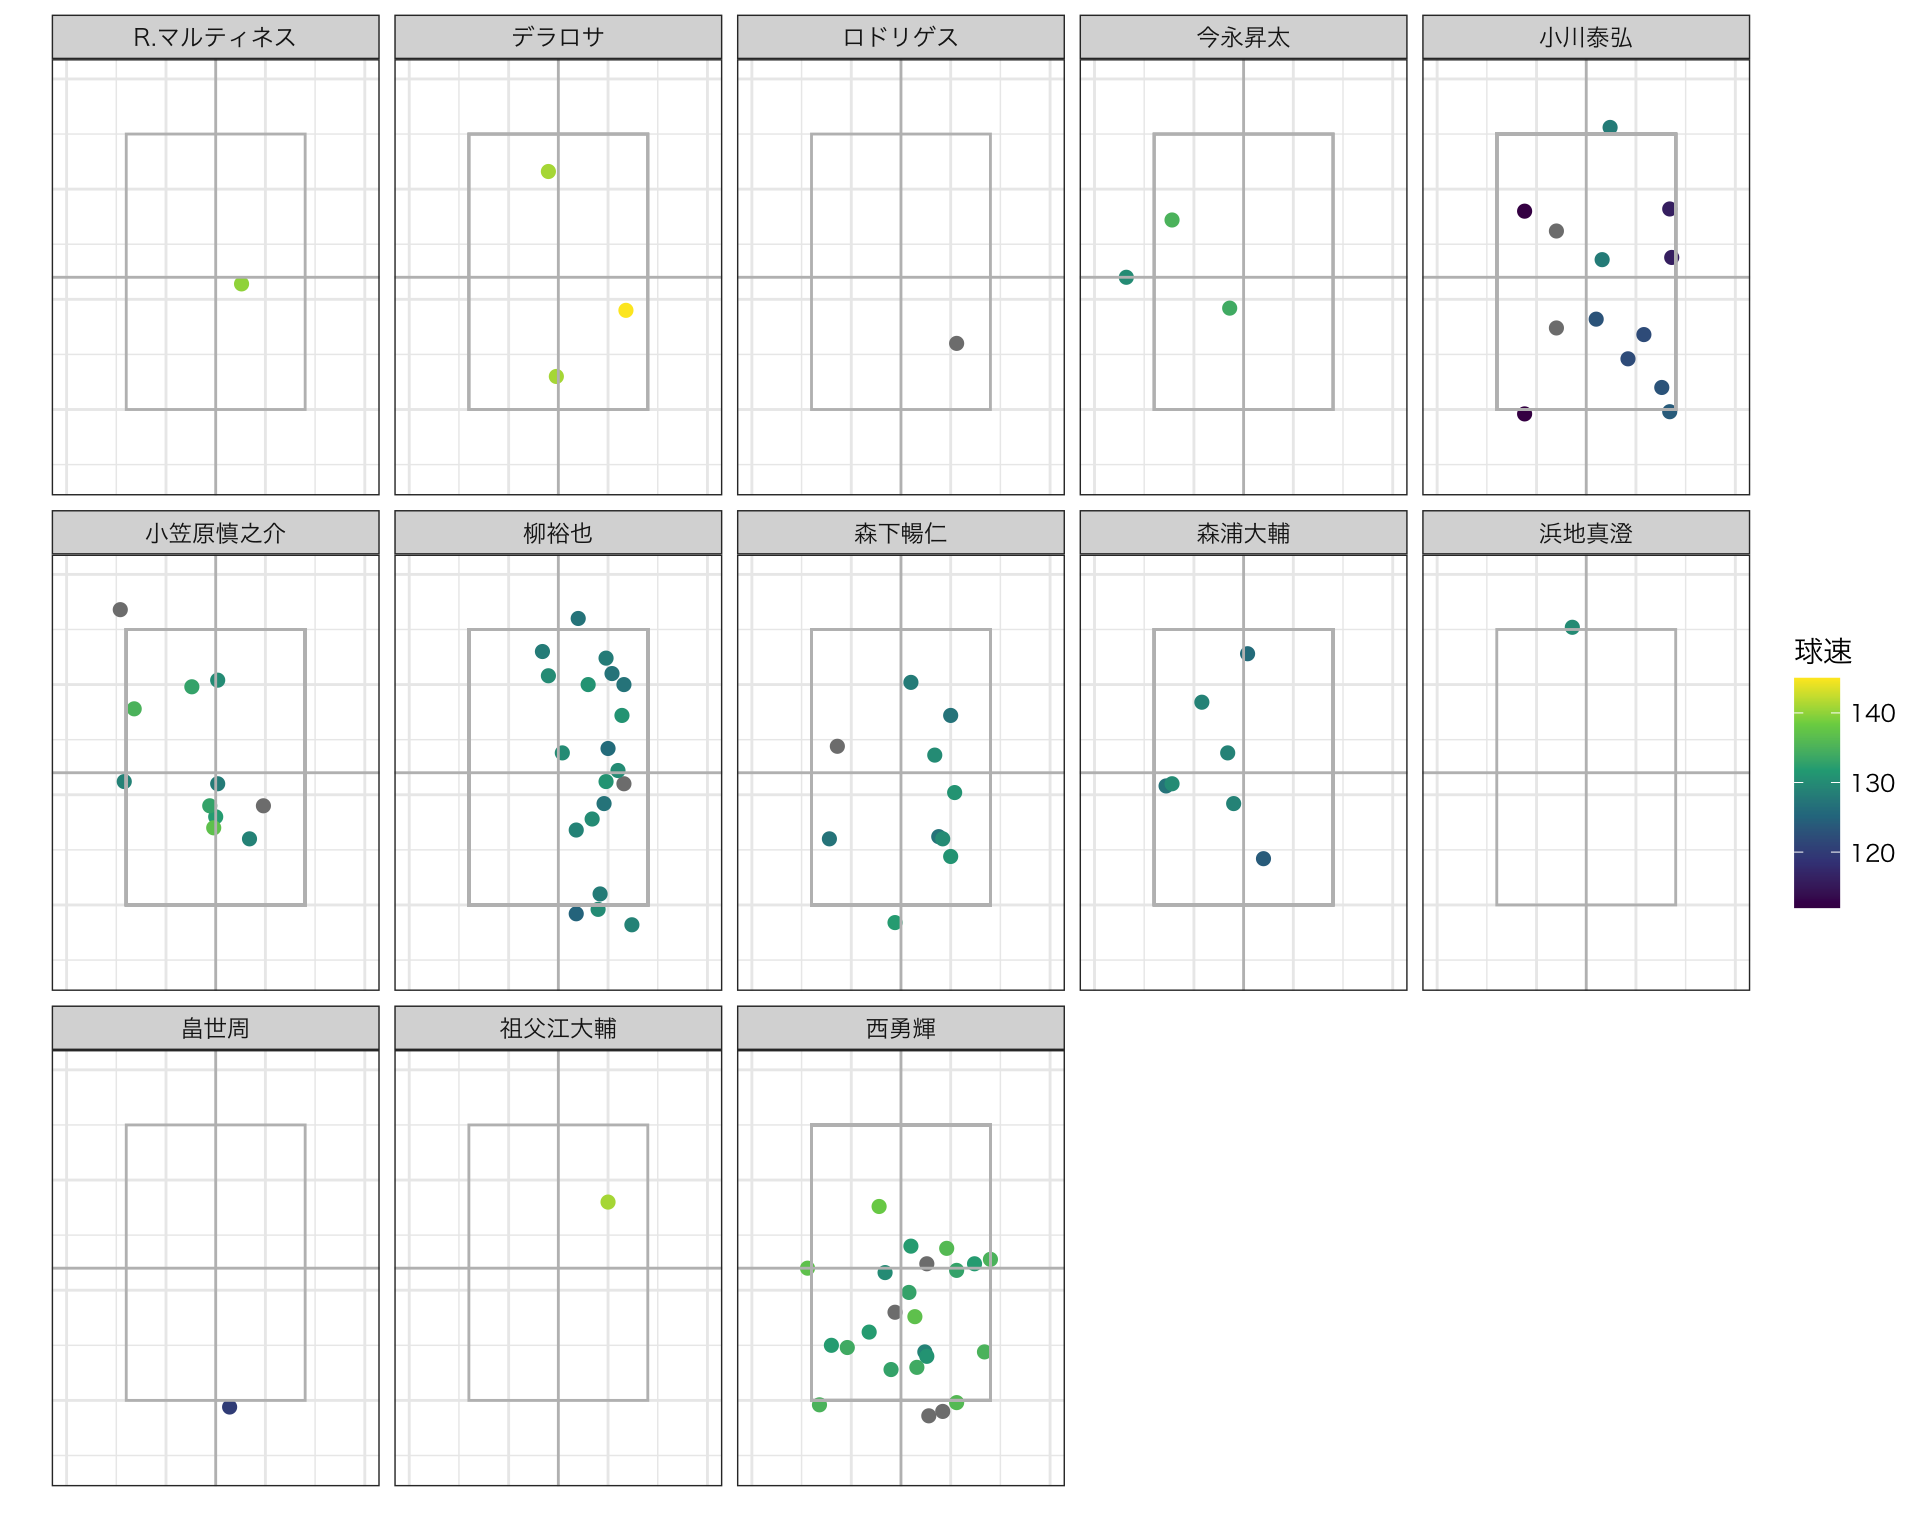 R.マルティネス
デラロサ
ロドリゲス
今永昇太
小川泰弘
小笠原慎之介
柳裕也
森下暢仁
森浦大輔
浜地真澄
球速
140
130
120
畠世周
祖父江大輔
西勇輝